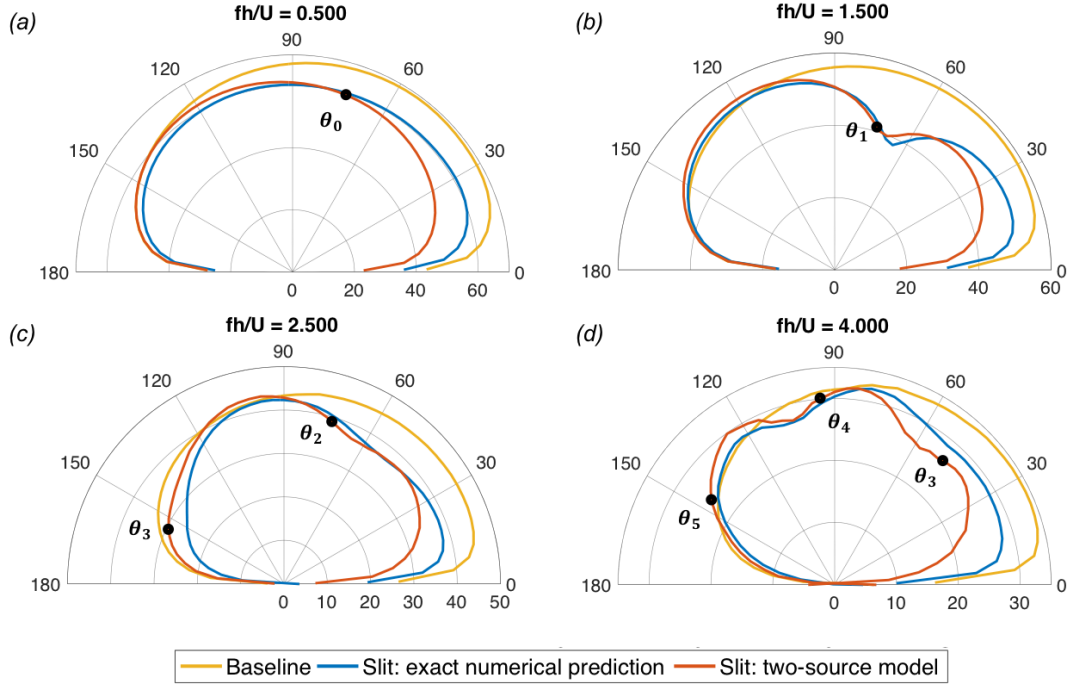 (a)
fh/U = 0.500
90
120
60
150
30
180
0
θ0
0 20 40 60
(b)
fh/U = 1.500
90
120
60
150
30
180
0
θ1
0 20 40 60
(c)
fh/U = 2.500
90
120
60
150
30
180
0
θ2
θ3
0 10 20 30 40 50
(d)
fh/U = 4.000
90
120
60
150
30
180
0
θ4
θ3
θ5
0 10 20 30
Baseline Slit: exact numerical prediction Slit: two-source model